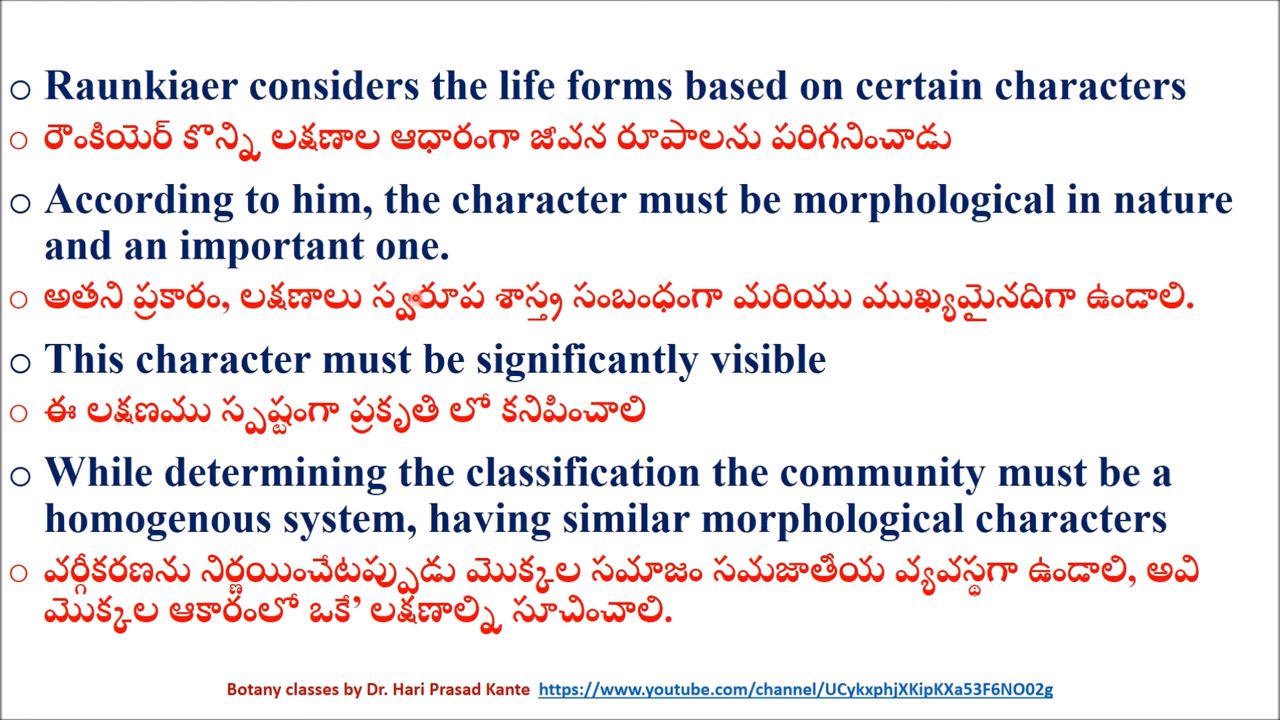 Raunkiaer considers the life forms based on certain characters
రౌంకియెర్ కొన్ని లక్షణాల ఆధారంగా జీవన రూపాలను పరిగనించాడు
According to him, the character must be morphological in nature
and an important one.
అతని ప్రకారం, లక్షణాలు స్వరూప శాస్త్ర సంబంధంగా మరియు ముఖ్యమైనదిగా ఉండాలి.
This character must be significantly visible
ఈ లక్షణము స్పష్టంగా ప్రకృతి లో కనిపించాలి
While determining the classification the community must be a
homogenous system, having similar morphological characters
వర్గీకరణను నిర్ణయించేటప్పుడు మొక్కల సమాజం సమజాతీయ వ్యవస్థగా ఉండాలి, అవి
మొక్కల ఆకారంలో ఒకే’ లక్షణాల్ని సూచించాలి.
Botany classes by Dr. Hari Prasad Kante https://www.youtube.com/channel/UCykxphjXKipKXa53F6NO02g